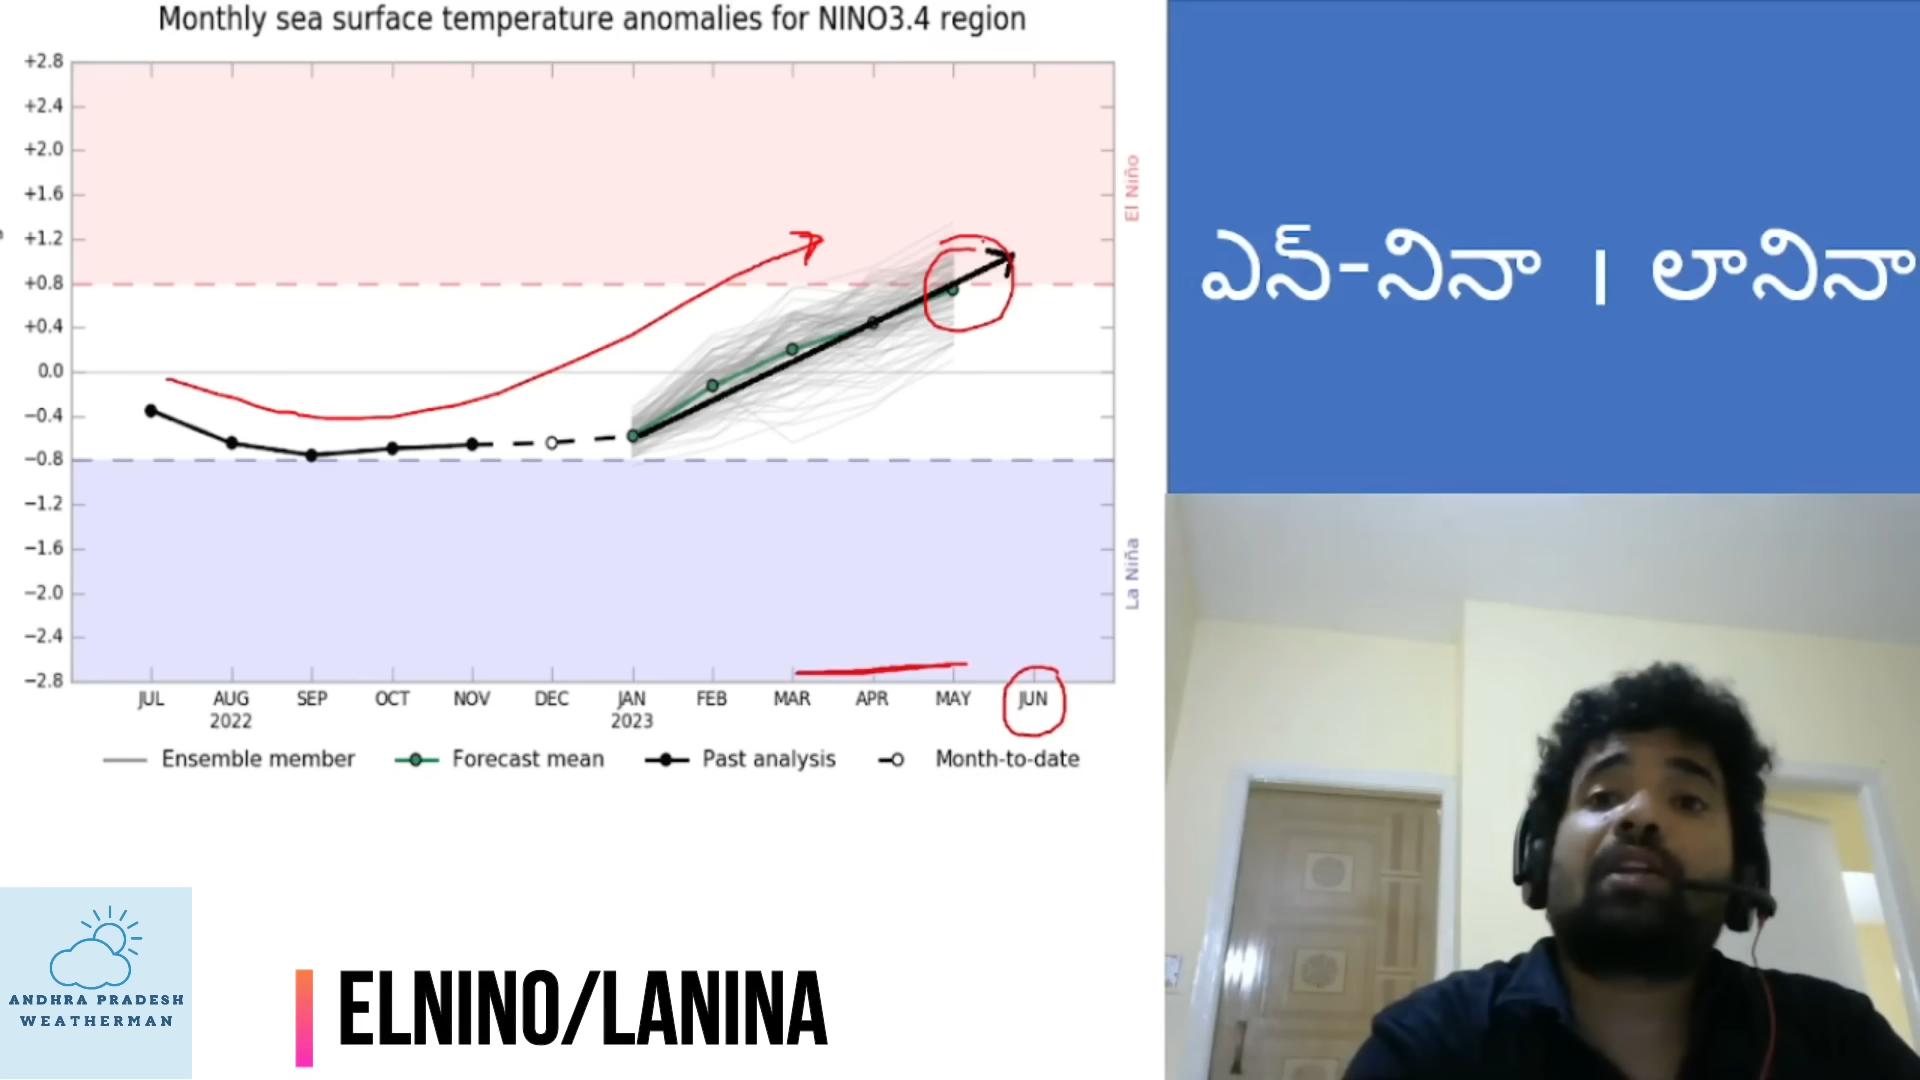 Monthly sea surface temperature anomalies for NINO3.4 region
+2.8
+2.4
+2.0
+1.6
+1.2
+0.8
+0.4
0.0
−0.4
−0.8
−1.2
−1.6
−2.0
−2.4
−2.8
El Niño
La Niña
JUL AUG SEP OCT NOV DEC JAN FEB MAR APR MAY JUN
2022 2023
Ensemble member Forecast mean Past analysis Month-to-date
ఎన్-నినా | లానినా
ANDHRA PRADESH
WEATHERMAN
ELNINO/LANINA